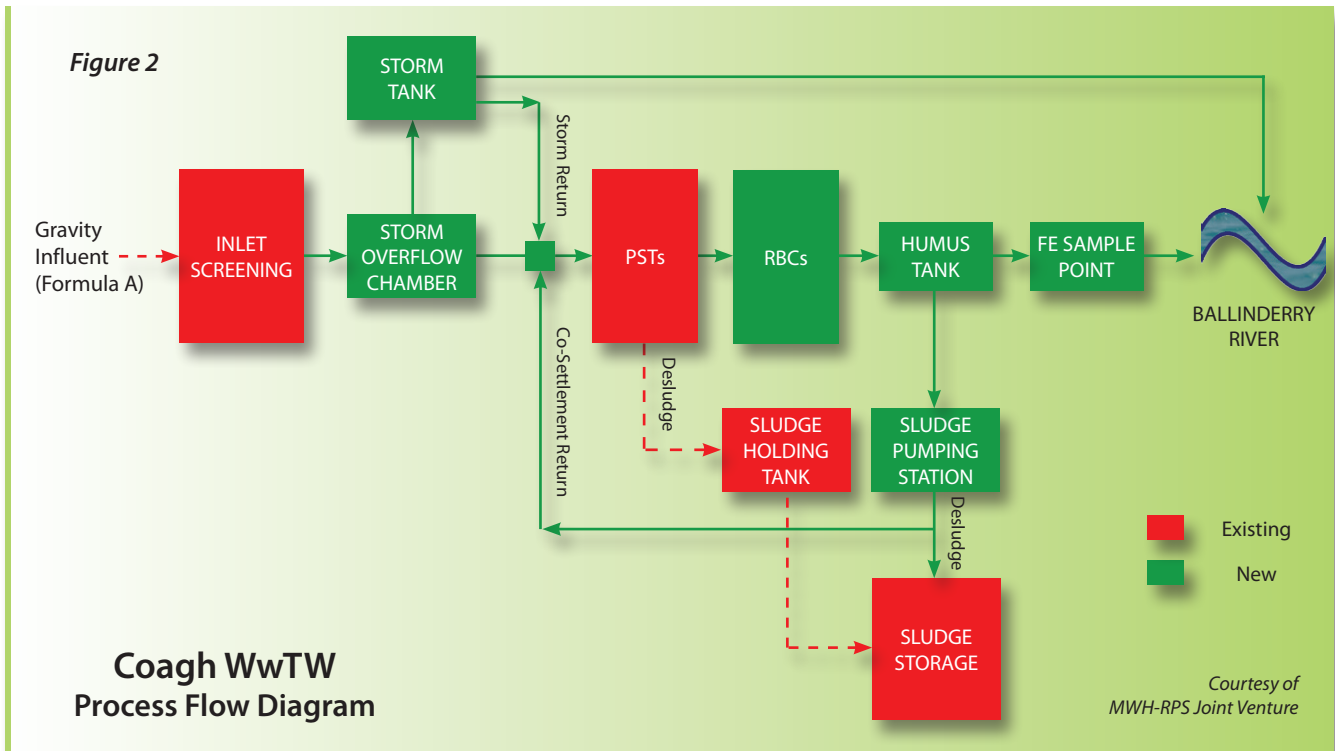 Figure 2
STORM
TANK
Storm Return
Gravity
Influent
(Formula A)
INLET
SCREENING
STORM
OVERFLOW
CHAMBER
PSTs
RBCs
HUMUS
TANK
FE SAMPLE
POINT
BALLINDERRY
RIVER
Co-Settlement Return
Desludge
SLUDGE
HOLDING
TANK
SLUDGE
PUMPING
STATION
Desludge
Existing
New
SLUDGE
STORAGE
Coagh WwTW
Process Flow Diagram
Courtesy of
MWH-RPS Joint Venture